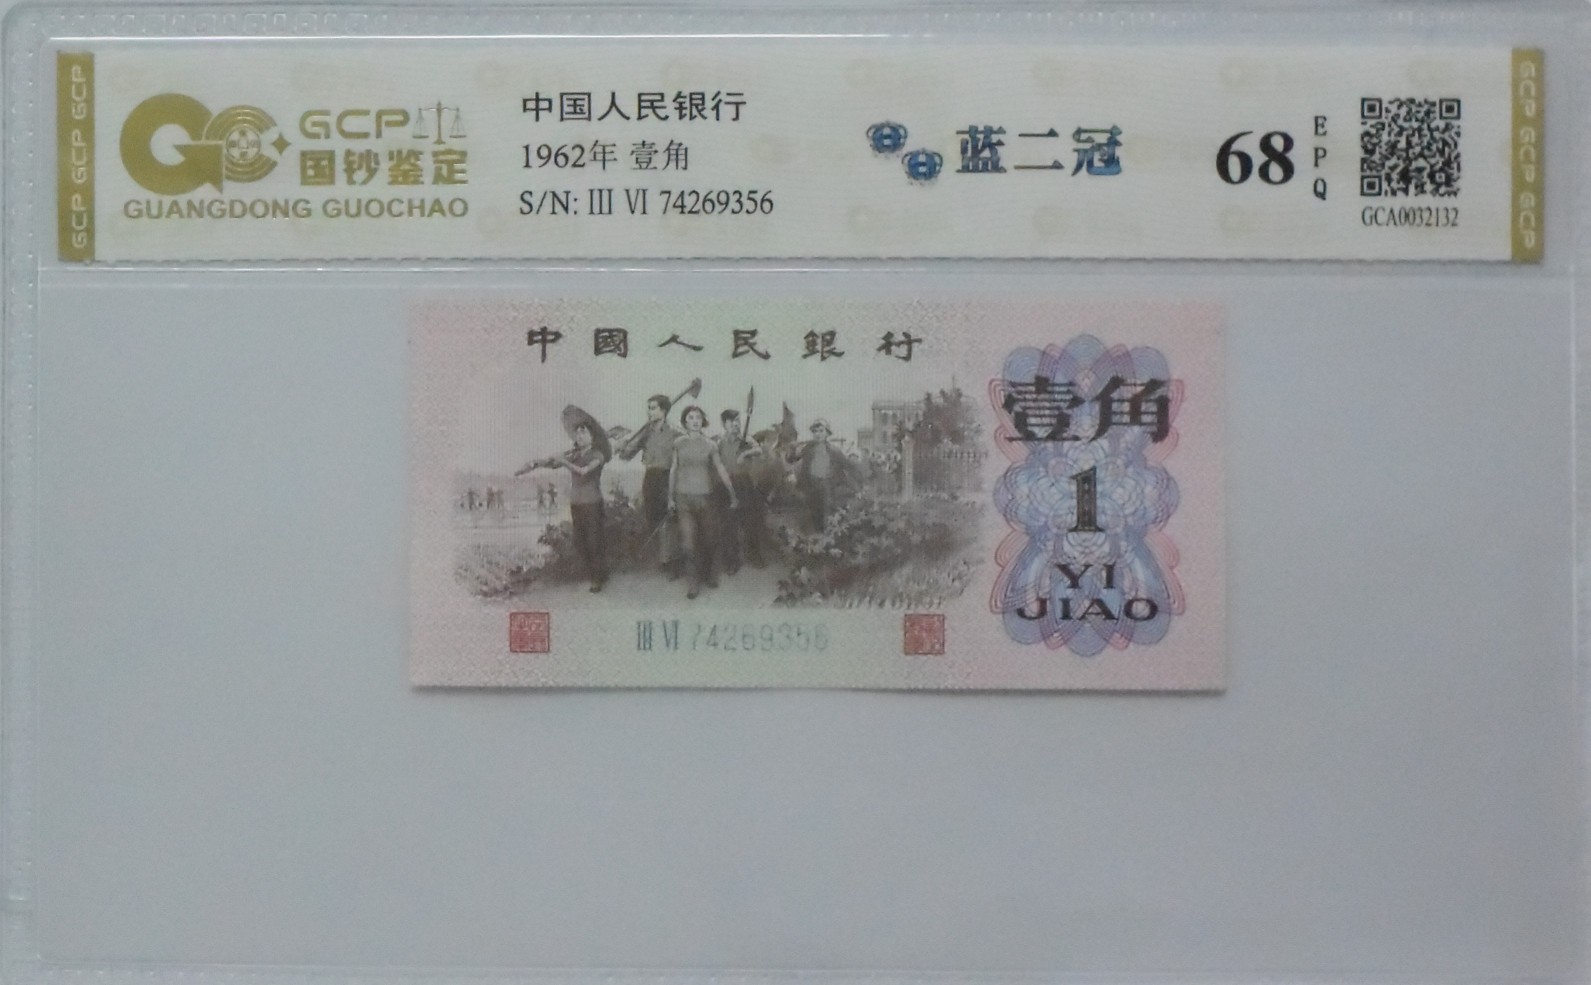 GCP GCP GCP
GCP
国钞鉴定
GUANGDONG GUOCHAO
中国人民银行
1962年 壹角
S/N: Ⅲ Ⅵ 74269356
蓝二冠
68
EPQ
GCA0032132
GCP GCP GCP
中國人民銀行
壹角
1
YI
JIAO
Ⅲ Ⅵ 74269356